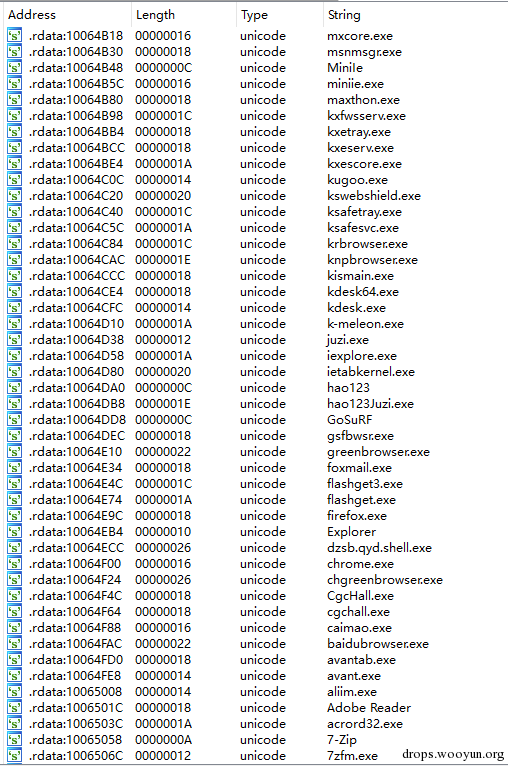 Address Length Type String
.rdata:10064B18 00000016 unicode mxcore.exe
.rdata:10064B30 00000018 unicode msnmsgr.exe
.rdata:10064B48 0000000C unicode MiniIe
.rdata:10064B5C 00000016 unicode miniie.exe
.rdata:10064B80 00000018 unicode maxthon.exe
.rdata:10064B98 0000001C unicode kxfwsserv.exe
.rdata:10064BB4 00000018 unicode kxetray.exe
.rdata:10064BCC 00000018 unicode kxeserv.exe
.rdata:10064BE4 0000001A unicode kxescore.exe
.rdata:10064C0C 00000014 unicode kugoo.exe
.rdata:10064C20 00000020 unicode kswebshield.exe
.rdata:10064C40 0000001C unicode ksafetray.exe
.rdata:10064C5C 0000001A unicode ksafesvc.exe
.rdata:10064C84 0000001C unicode krbrowser.exe
.rdata:10064CAC 0000001E unicode knpbrowser.exe
.rdata:10064CCC 00000018 unicode kismain.exe
.rdata:10064CE4 00000018 unicode kdesk64.exe
.rdata:10064CFC 00000014 unicode kdesk.exe
.rdata:10064D10 0000001A unicode k-meleon.exe
.rdata:10064D38 00000012 unicode juzi.exe
.rdata:10064D58 0000001A unicode iexplore.exe
.rdata:10064D80 00000020 unicode ietabkernel.exe
.rdata:10064DA0 0000000C unicode hao123
.rdata:10064DB8 0000001E unicode hao123Juzi.exe
.rdata:10064DD8 0000000C unicode GoSuRF
.rdata:10064DEC 00000018 unicode gsfbwsr.exe
.rdata:10064E10 00000022 unicode greenbrowser.exe
.rdata:10064E34 00000018 unicode foxmail.exe
.rdata:10064E4C 0000001C unicode flashget3.exe
.rdata:10064E74 0000001A unicode flashget.exe
.rdata:10064E9C 00000018 unicode firefox.exe
.rdata:10064EB4 00000010 unicode Explorer
.rdata:10064ECC 00000026 unicode dzsb.qyd.shell.exe
.rdata:10064F00 00000016 unicode chrome.exe
.rdata:10064F24 00000026 unicode chgreenbrowser.exe
.rdata:10064F4C 00000018 unicode CgcHall.exe
.rdata:10064F64 00000018 unicode cgchall.exe
.rdata:10064F88 00000016 unicode caimao.exe
.rdata:10064FAC 00000022 unicode baidubrowser.exe
.rdata:10064FD0 00000018 unicode avantab.exe
.rdata:10064FE8 00000014 unicode avant.exe
.rdata:10065008 00000014 unicode aliim.exe
.rdata:1006501C 00000018 unicode Adobe Reader
.rdata:1006503C 0000001A unicode acrord32.exe
.rdata:10065058 0000000A unicode 7-Zip
.rdata:1006506C 00000012 unicode 7zfm.exe
drops.wooyun.org